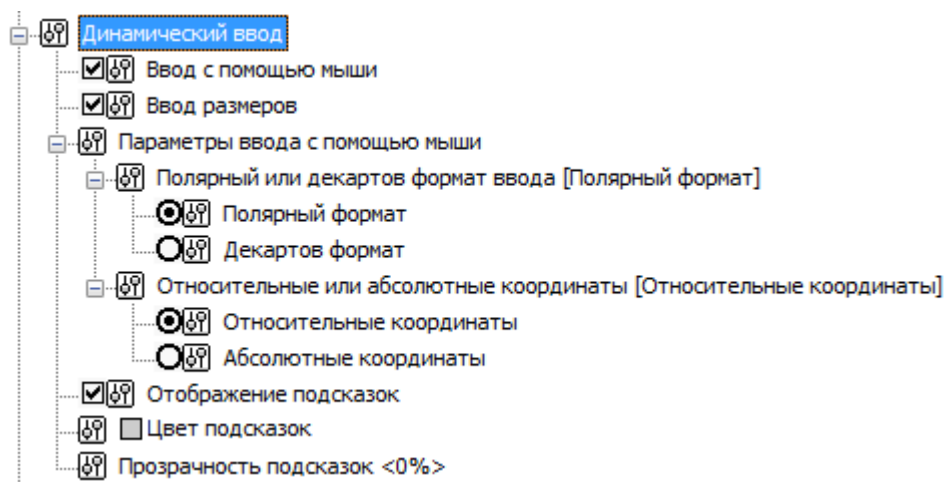 Динамический ввод
Ввод с помощью мыши
Ввод размеров
Параметры ввода с помощью мыши
Полярный или декартов формат ввода [Полярный формат]
Полярный формат
Декартов формат
Относительные или абсолютные координаты [Относительные координаты]
Относительные координаты
Абсолютные координаты
Отображение подсказок
Цвет подсказок
Прозрачность подсказок <0%>